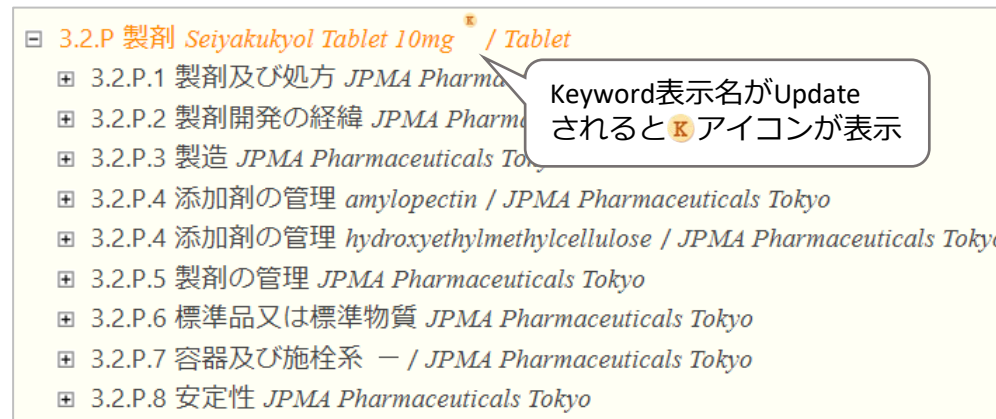 3.2.P 製剤 Seiyakukyol Tablet 10mg K / Tablet
3.2.P.1 製剤及び処方 JPMA Pharma
3.2.P.2 製剤開発の経緯 JPMA Pharm
3.2.P.3 製造 JPMA Pharmaceuticals
Keyword表示名がUpdate
されるとKアイコンが表示
3.2.P.4 添加剤の管理 amylopectin / JPMA Pharmaceuticals Tokyo
3.2.P.4 添加剤の管理 hydroxyethylmethylcellulose / JPMA Pharmaceuticals Tokyo
3.2.P.5 製剤の管理 JPMA Pharmaceuticals Tokyo
3.2.P.6 標準品又は標準物質 JPMA Pharmaceuticals Tokyo
3.2.P.7 容器及び施栓系 － / JPMA Pharmaceuticals Tokyo
3.2.P.8 安定性 JPMA Pharmaceuticals Tokyo